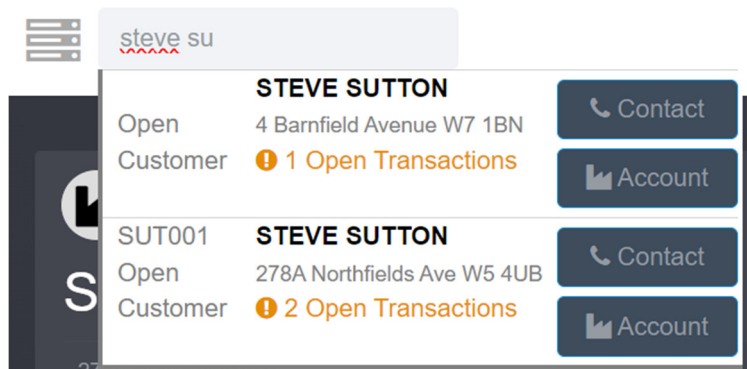 steve su
STEVE SUTTON
Open 4 Barnfield Avenue W7 1BN
Customer 1 Open Transactions
Contact
Account
SUT001 STEVE SUTTON
Open 278A Northfields Ave W5 4UB
Customer 2 Open Transactions
Contact
Account
S